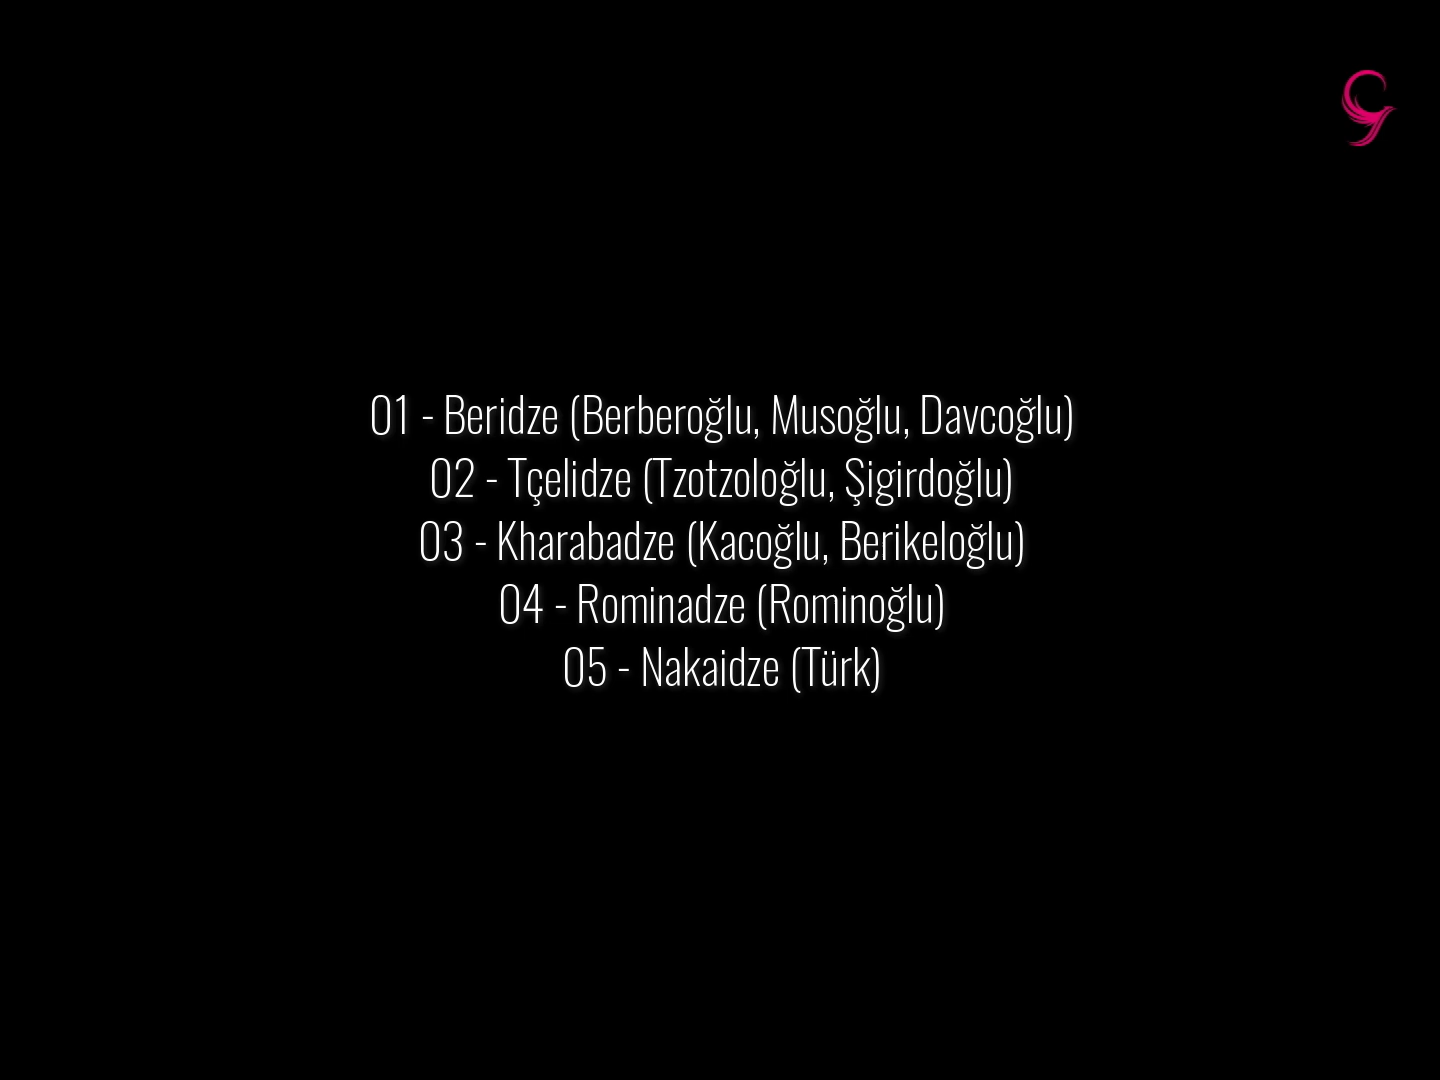 01 - Beridze (Berberoğlu, Musoğlu, Davcoğlu)
02 - Tçelidze (Tzotzoloğlu, Şigirdoğlu)
03 - Kharabadze (Kacoğlu, Berikeloğlu)
04 - Rominadze (Rominoğlu)
05 - Nakaidze (Türk)